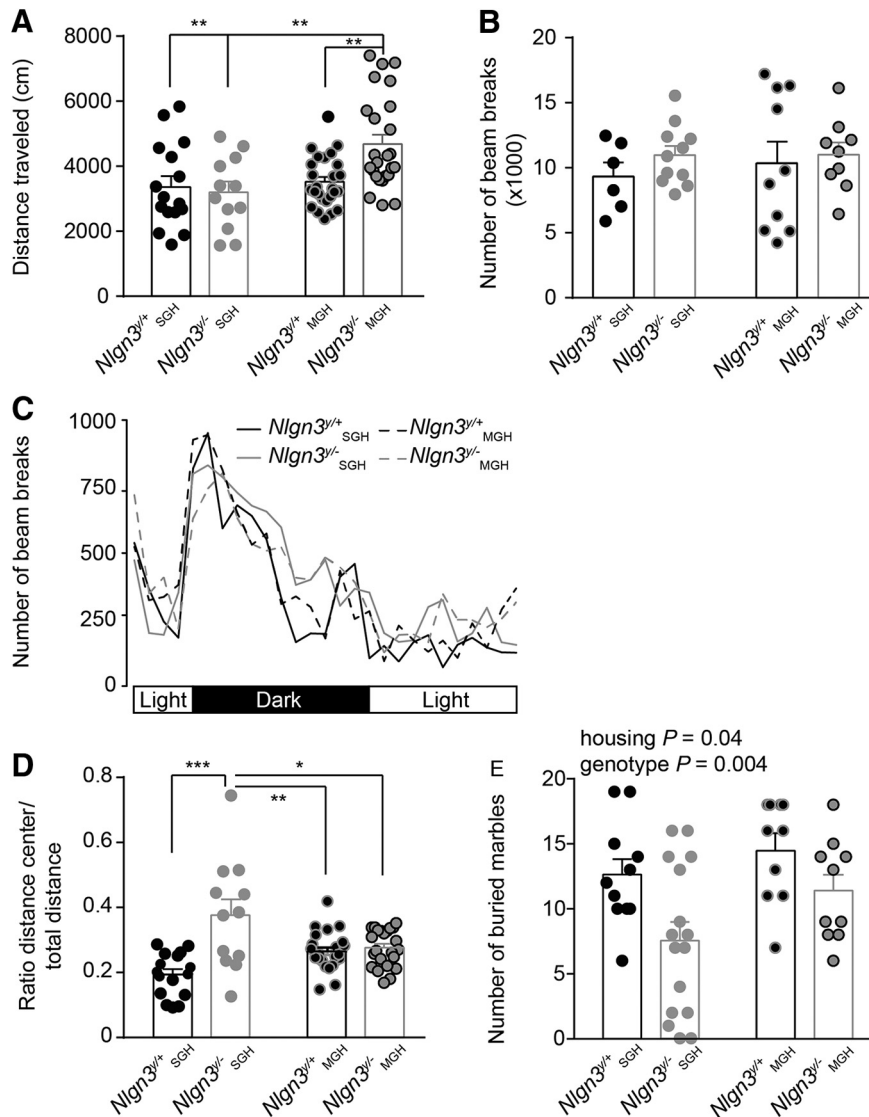 A
Distance traveled (cm)
8000
6000
4000
2000
0
** **
**
Nlgn3y/+ SGH
Nlgn3y/- SGH
Nlgn3y/+ MGH
Nlgn3y/- MGH
B
Number of beam breaks
(x1000)
20
15
10
5
0
Nlgn3y/+ SGH
Nlgn3y/- SGH
Nlgn3y/+ MGH
Nlgn3y/- MGH
C
Number of beam breaks
1000
750
500
250
0
Nlgn3y/+SGH Nlgn3y/+MGH
Nlgn3y/-SGH Nlgn3y/-MGH
Light Dark Light
D
Ratio distance center/
total distance
0.8
0.6
0.4
0.2
0
*** *
**
Nlgn3y/+ SGH
Nlgn3y/- SGH
Nlgn3y/+ MGH
Nlgn3y/- MGH
E
housing P = 0.04
genotype P = 0.004
Number of buried marbles
20
15
10
5
0
Nlgn3y/+ SGH
Nlgn3y/- SGH
Nlgn3y/+ MGH
Nlgn3y/- MGH